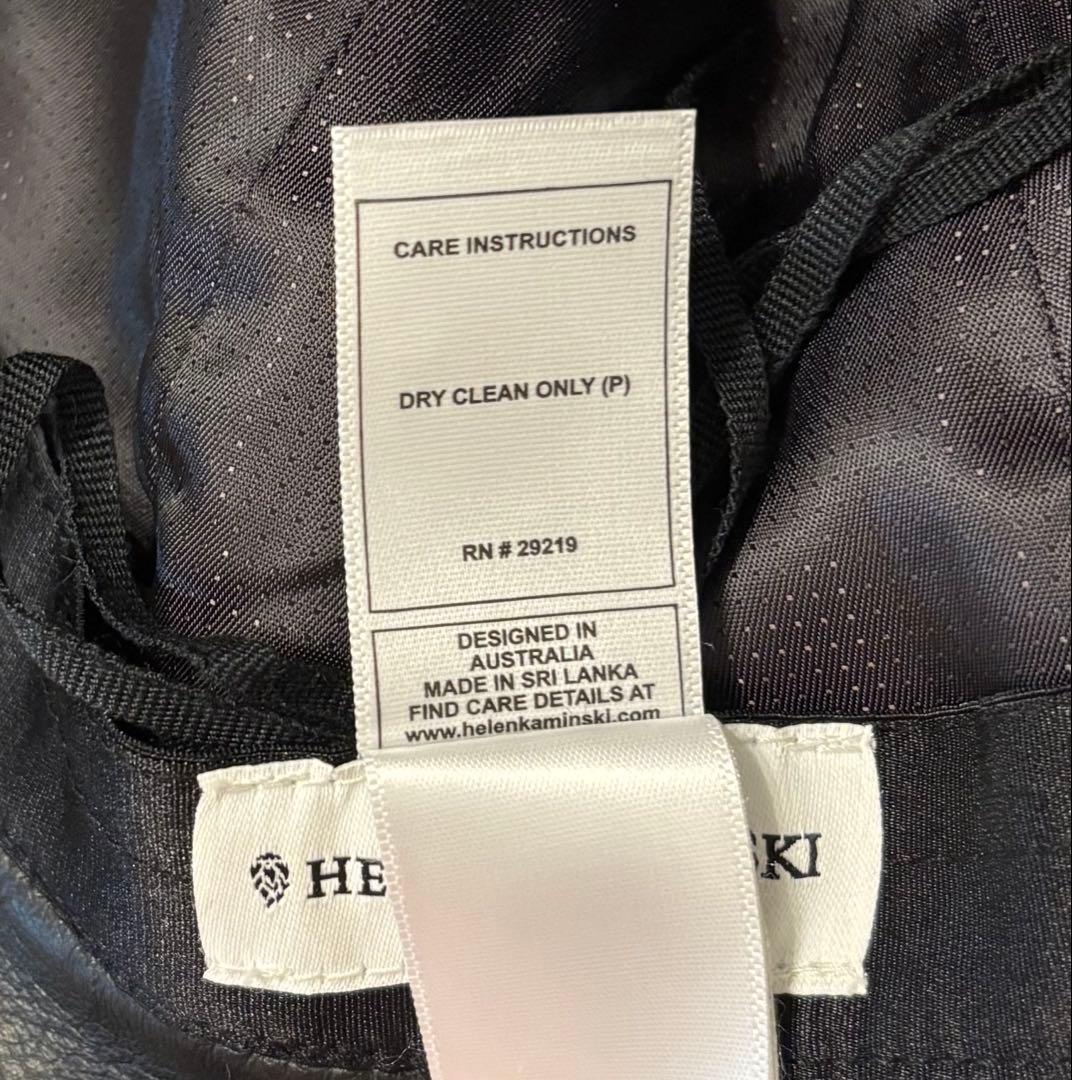 CARE INSTRUCTIONS
DRY CLEAN ONLY (P)
RN # 29219
DESIGNED IN
AUSTRALIA
MADE IN SRI LANKA
FIND CARE DETAILS AT
www.helenkaminski.com
HE SKI